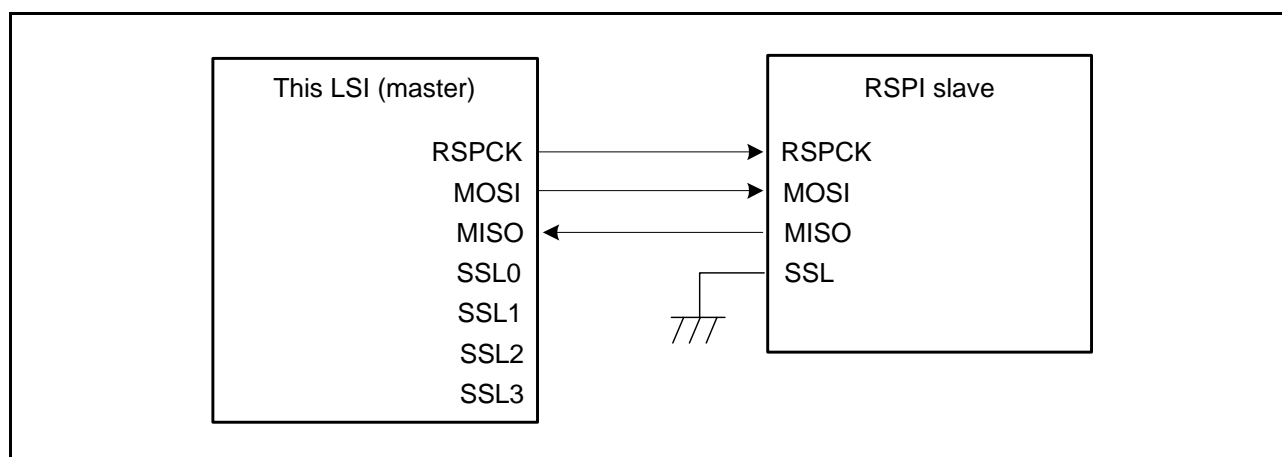 This LSI (master)
RSPCK
MOSI
MISO
SSL0
SSL1
SSL2
SSL3
RSPI slave
RSPCK
MOSI
MISO
SSL